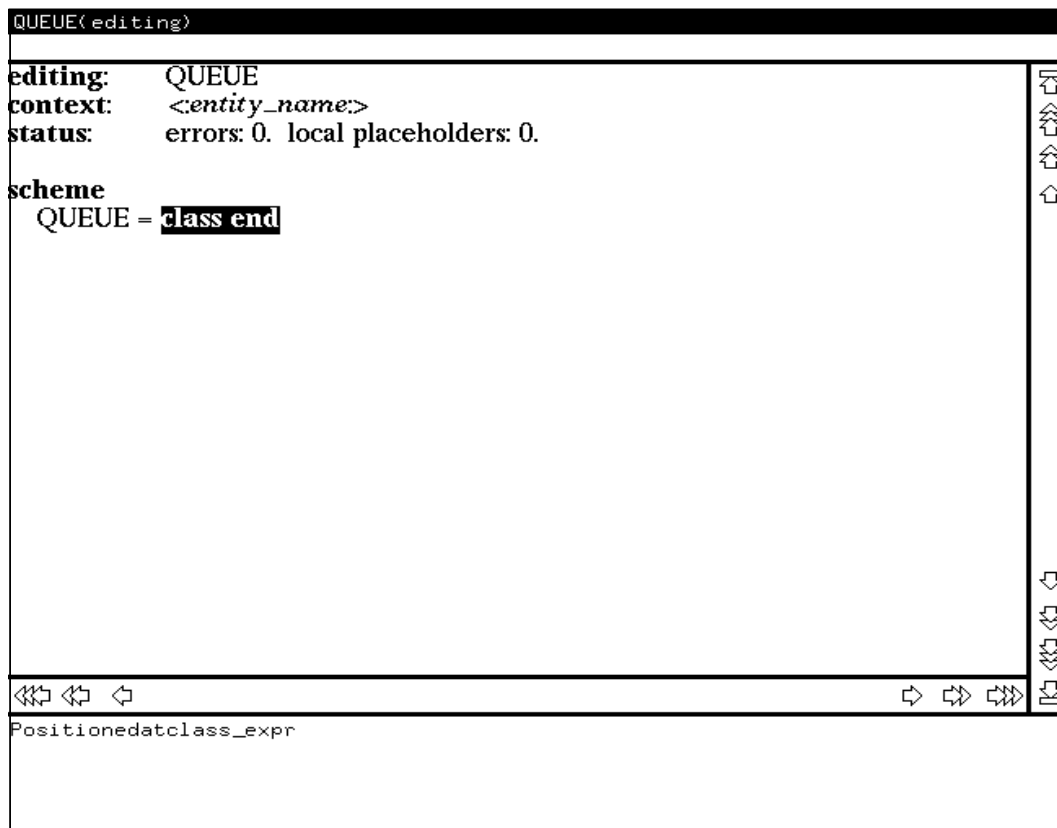 QUEUE(editing)
editing: QUEUE
context: <:entity_name:>
status: errors: 0. local placeholders: 0.
scheme
QUEUE = class end
Positionedatclass_expr